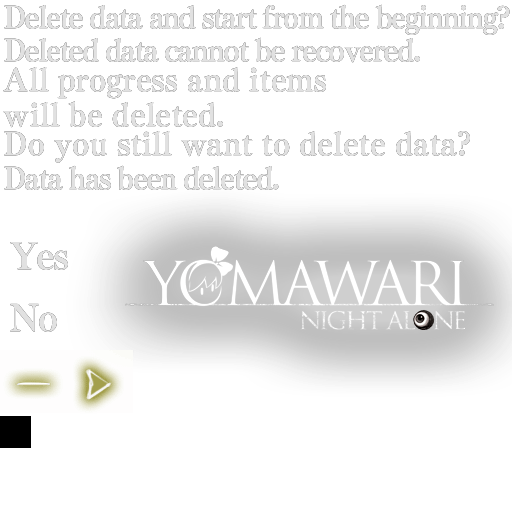 Delete data and start from the beginning?
Deleted data cannot be recovered.
All progress and items
will be deleted.
Do you still want to delete data?
Data has been deleted.
Yes
No
YOMAWARI
NIGHT ALONE